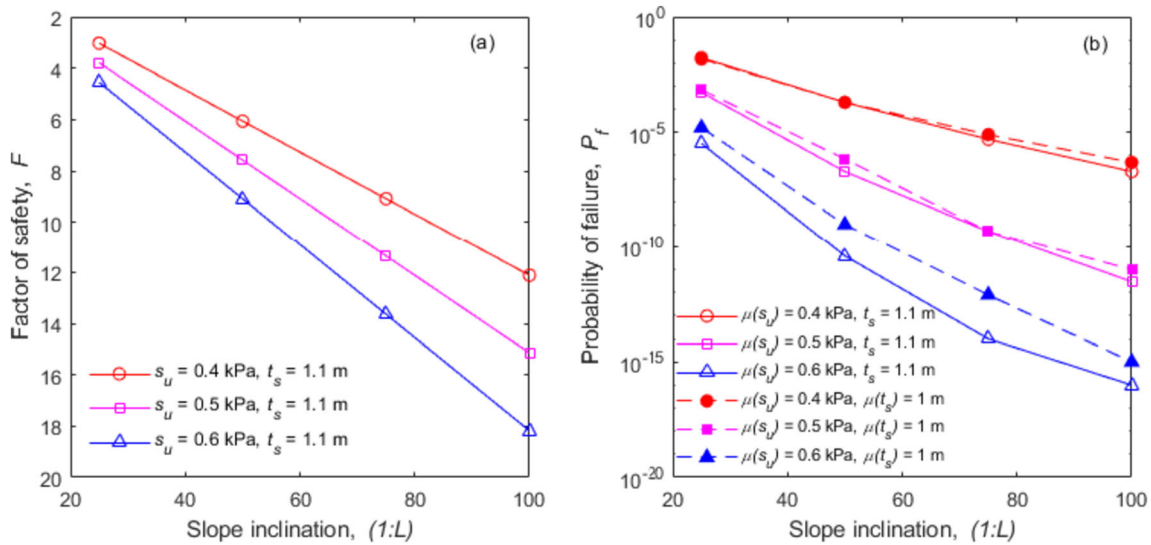 (a)
2
4
6
8
10
12
14
16
18
20
20
40
60
80
100
Factor of safety, F
Slope inclination, (1:L)
s_u = 0.4 kPa, t_s = 1.1 m
s_u = 0.5 kPa, t_s = 1.1 m
s_u = 0.6 kPa, t_s = 1.1 m
(b)
10^0
10^-5
10^-10
10^-15
10^-20
20
40
60
80
100
Probability of failure, P_f
Slope inclination, (1:L)
μ(s_u) = 0.4 kPa, t_s = 1.1 m
μ(s_u) = 0.5 kPa, t_s = 1.1 m
μ(s_u) = 0.6 kPa, t_s = 1.1 m
μ(s_u) = 0.4 kPa, μ(t_s) = 1 m
μ(s_u) = 0.5 kPa, μ(t_s) = 1 m
μ(s_u) = 0.6 kPa, μ(t_s) = 1 m